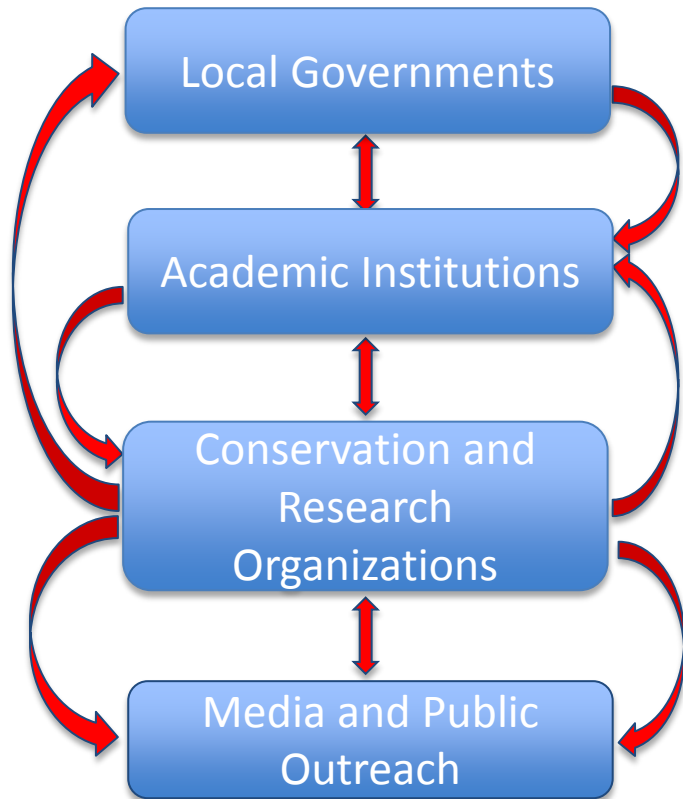 Local Governments
Academic Institutions
Conservation and
Research
Organizations
Media and Public
Outreach